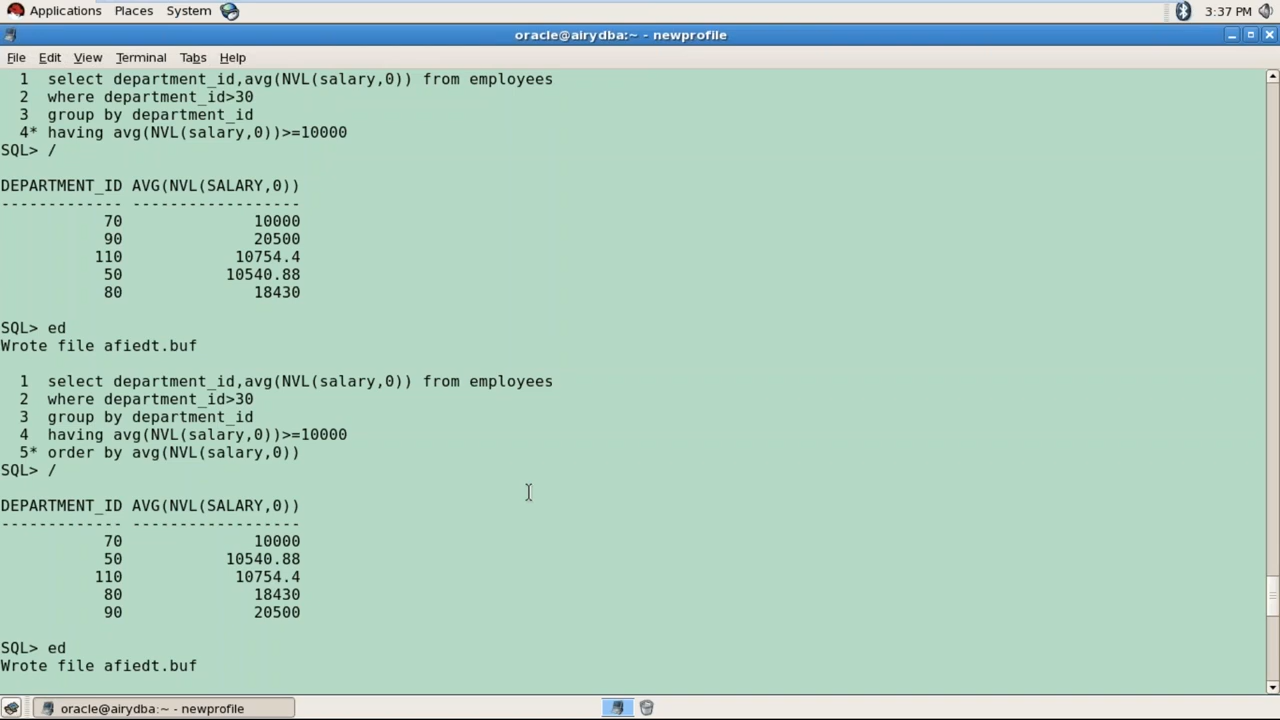 Applications Places System 3:37 PM
oracle@airydba:~ - newprofile
File Edit View Terminal Tabs Help
  1  select department_id,avg(NVL(salary,0)) from employees
  2  where department_id>30
  3  group by department_id
  4* having avg(NVL(salary,0))>=10000
SQL> /
DEPARTMENT_ID AVG(NVL(SALARY,0))
------------- ------------------
           70              10000
           90              20500
          110            10754.4
           50           10540.88
           80              18430
SQL> ed
Wrote file afiedt.buf
  1  select department_id,avg(NVL(salary,0)) from employees
  2  where department_id>30
  3  group by department_id
  4  having avg(NVL(salary,0))>=10000
  5* order by avg(NVL(salary,0))
SQL> /
DEPARTMENT_ID AVG(NVL(SALARY,0))
------------- ------------------
           70              10000
           50           10540.88
          110            10754.4
           80              18430
           90              20500
SQL> ed
Wrote file afiedt.buf
oracle@airydba:~ - newprofile